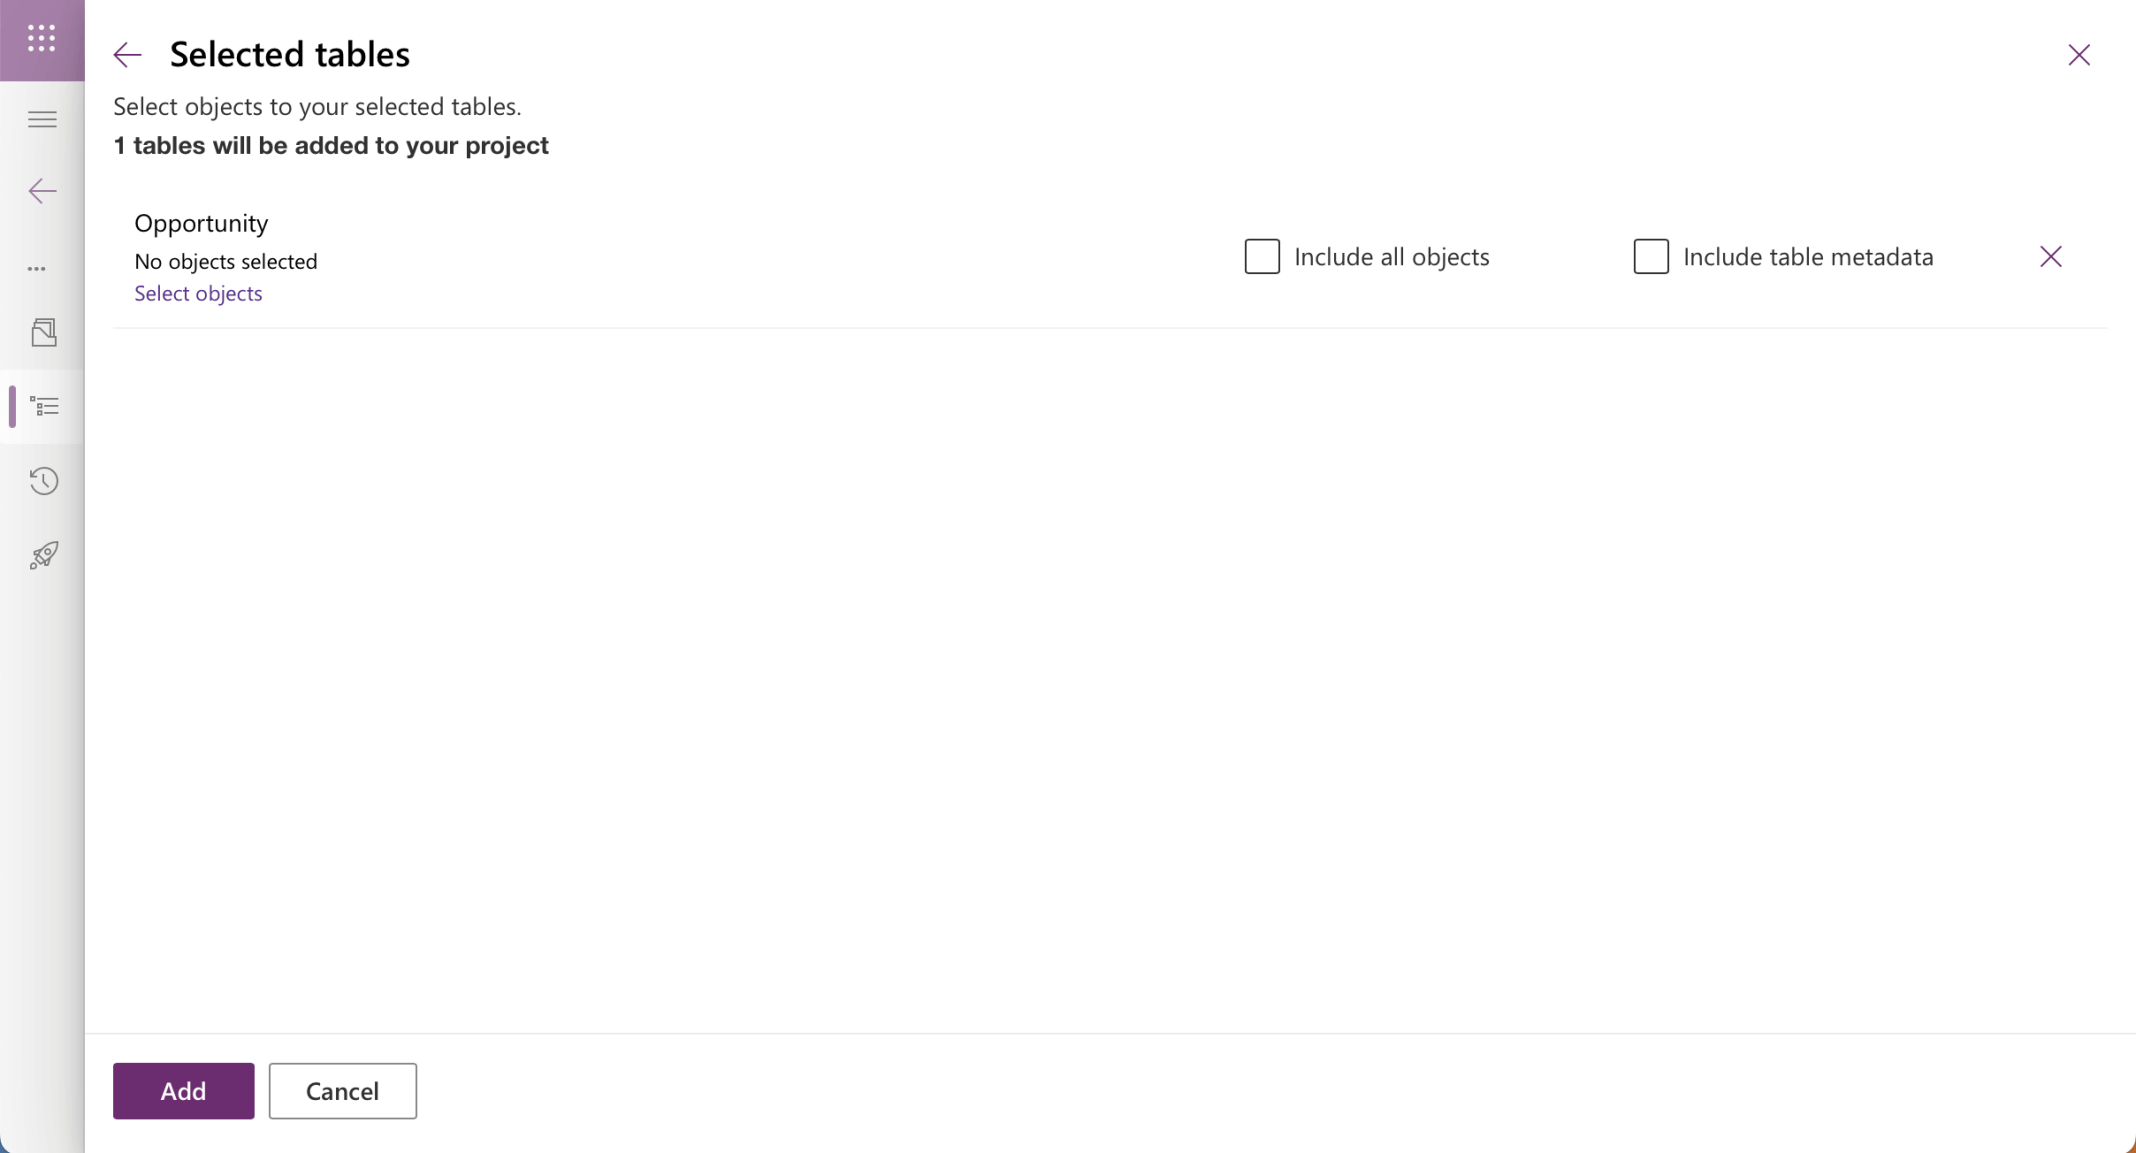 Selected tables
Select objects to your selected tables.
1 tables will be added to your project
Opportunity
No objects selected
Select objects
Include all objects
Include table metadata
Add
Cancel